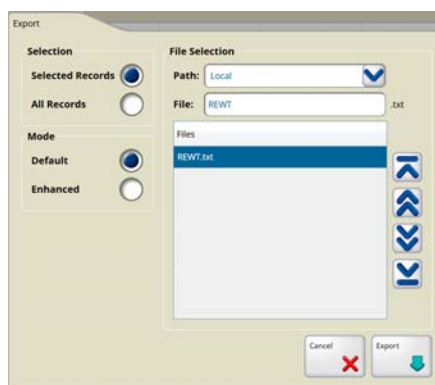 Export
Selection
Selected Records
All Records
Mode
Default
Enhanced
File Selection
Path: Local
File: REWT .txt
Files
REWT.txt
Cancel
Export